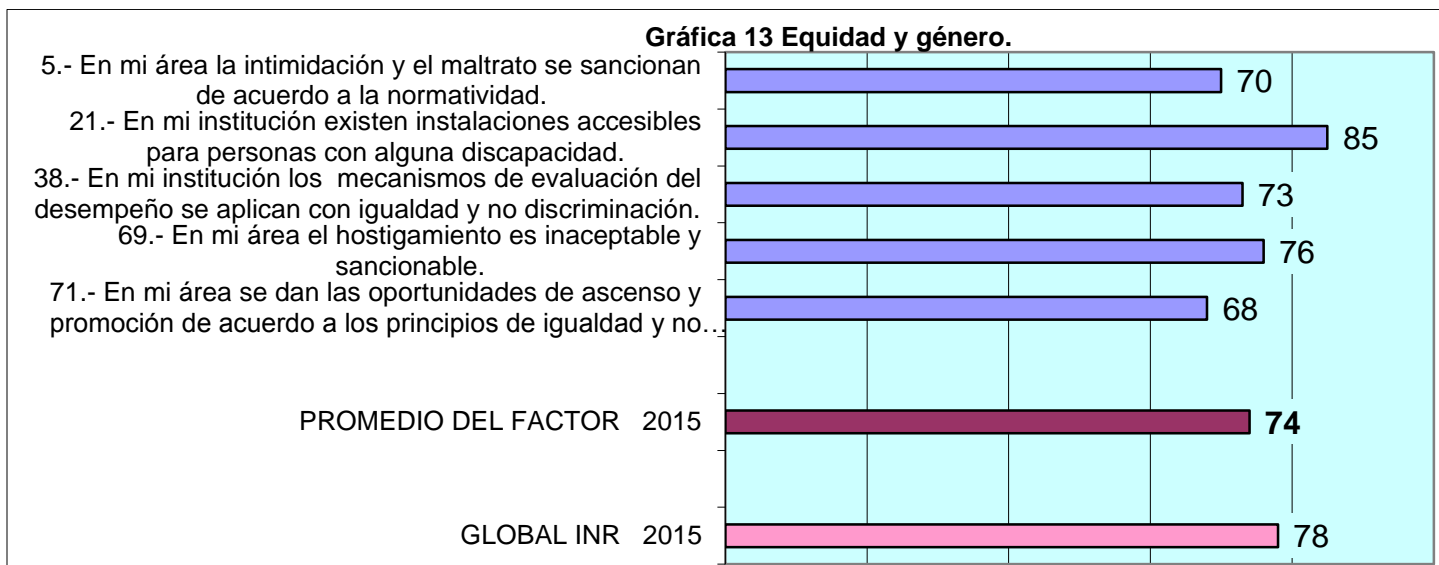 Gráfica 13 Equidad y género.
5.- En mi área la intimidación y el maltrato se sancionan
de acuerdo a la normatividad.
70
21.- En mi institución existen instalaciones accesibles
para personas con alguna discapacidad.
85
38.- En mi institución los  mecanismos de evaluación del
desempeño se aplican con igualdad y no discriminación.
73
69.- En mi área el hostigamiento es inaceptable y
sancionable.
76
71.- En mi área se dan las oportunidades de ascenso y
promoción de acuerdo a los principios de igualdad y no…
68
PROMEDIO DEL FACTOR   2015
74
GLOBAL INR   2015
78